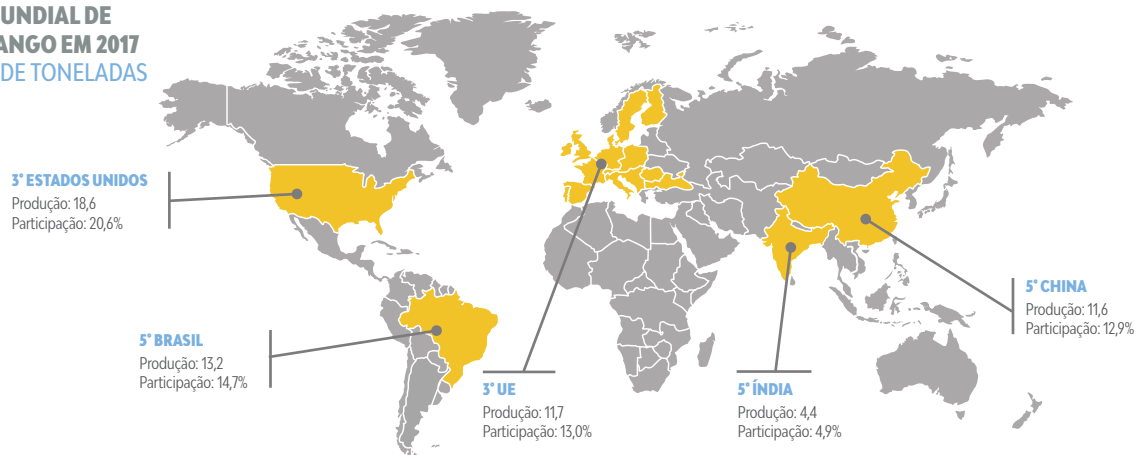 UNDIAL DE
ANGO EM 2017
DE TONELADAS
3° ESTADOS UNIDOS
Produção: 18,6
Participação: 20,6%
5° BRASIL
Produção: 13,2
Participação: 14,7%
3° UE
Produção: 11,7
Participação: 13,0%
5° ÍNDIA
Produção: 4,4
Participação: 4,9%
5° CHINA
Produção: 11,6
Participação: 12,9%